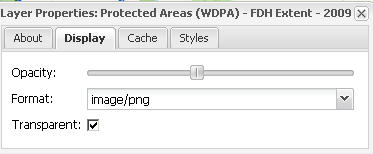 Layer Properties: Protected Areas (WDPA) - FDH Extent - 2009
About Display Cache Styles
Opacity:
Format: image/png
Transparent: